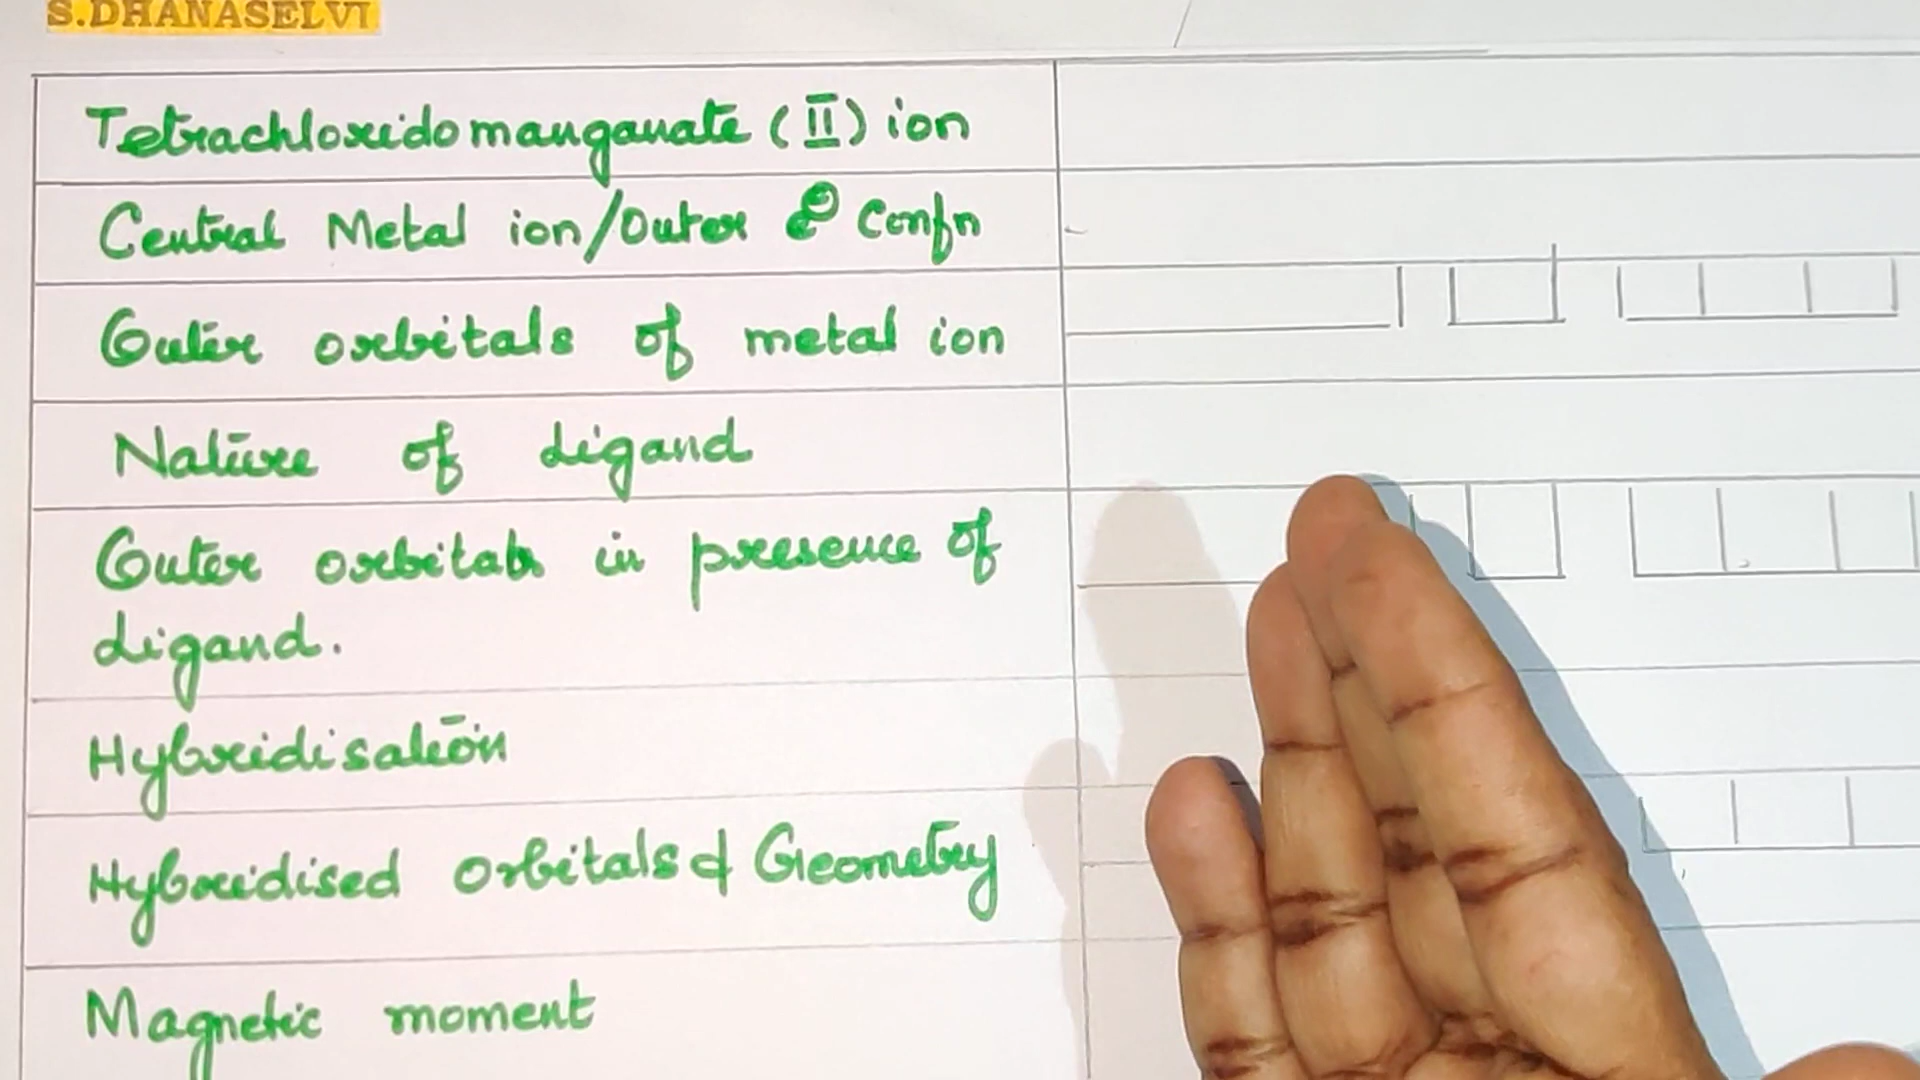 S.DHANASELVI
Tetrachloridomanganate (II) ion
Central Metal ion/Outer e⊖ Confn
Outer orbitals of metal ion
Nature of Ligand
Outer orbitals in presence of
Ligand.
Hybridisation
Hybridised Orbitals & Geometry
Magnetic moment